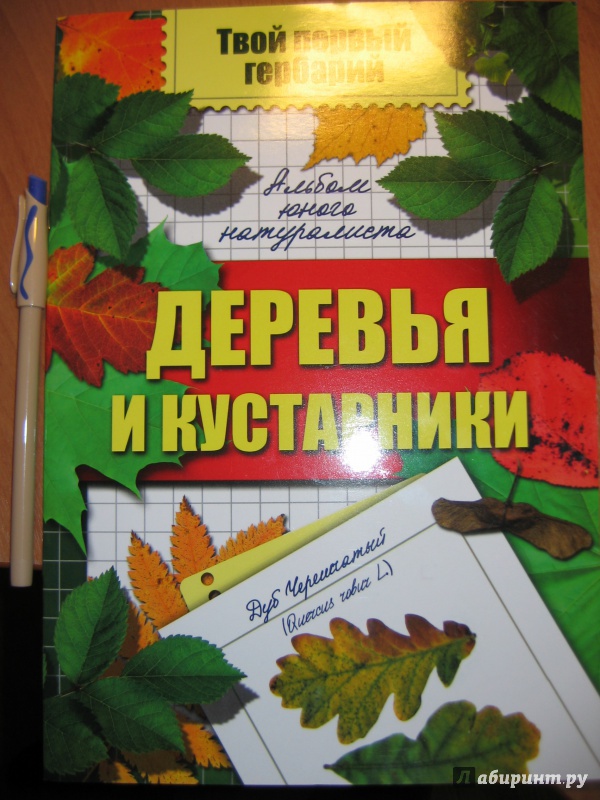 Твой первый
гербарий
Альбом
юного
натуралиста
ДЕРЕВЬЯ
И КУСТАРНИКИ
Дуб Черешчатый
(Quercus robur L.)
Лабиринт.ру